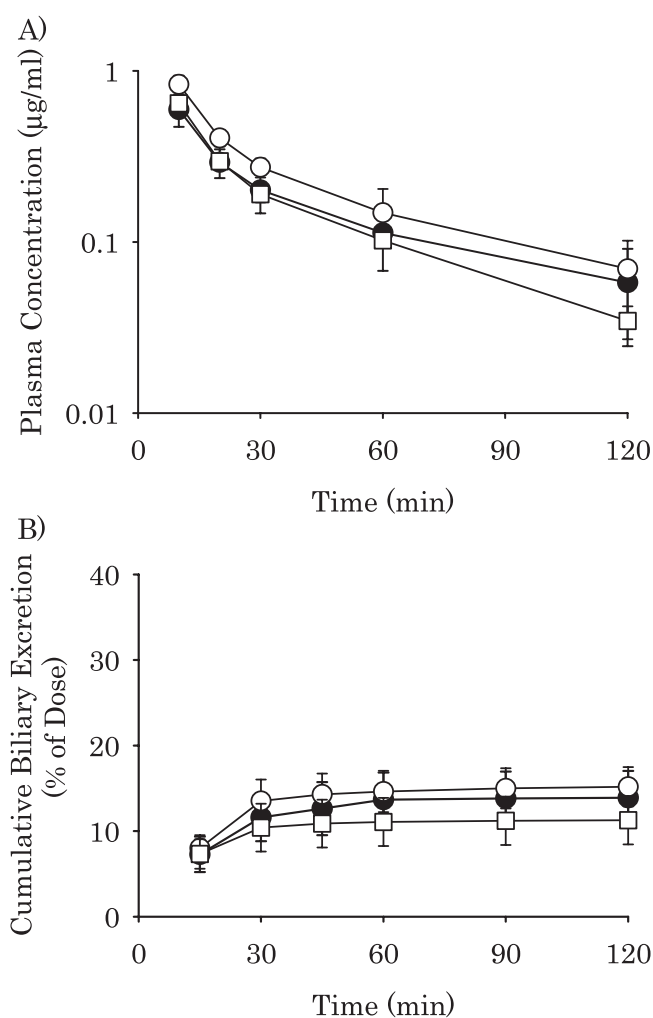 A)
Plasma Concentration (μg/ml)
1
0.1
0.01
0 30 60 90 120
Time (min)
B)
Cumulative Biliary Excretion
(% of Dose)
40
30
20
10
0
0 30 60 90 120
Time (min)